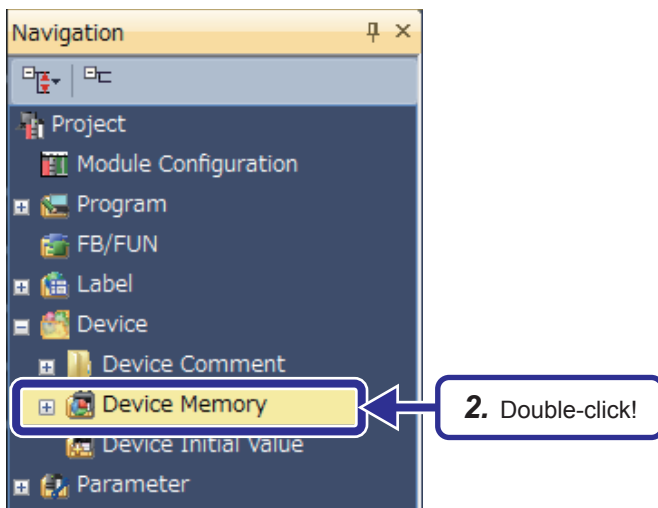 Navigation
Project
Module Configuration
Program
FB/FUN
Label
Device
Device Comment
Device Memory
2. Double-click!
Device Initial Value
Parameter